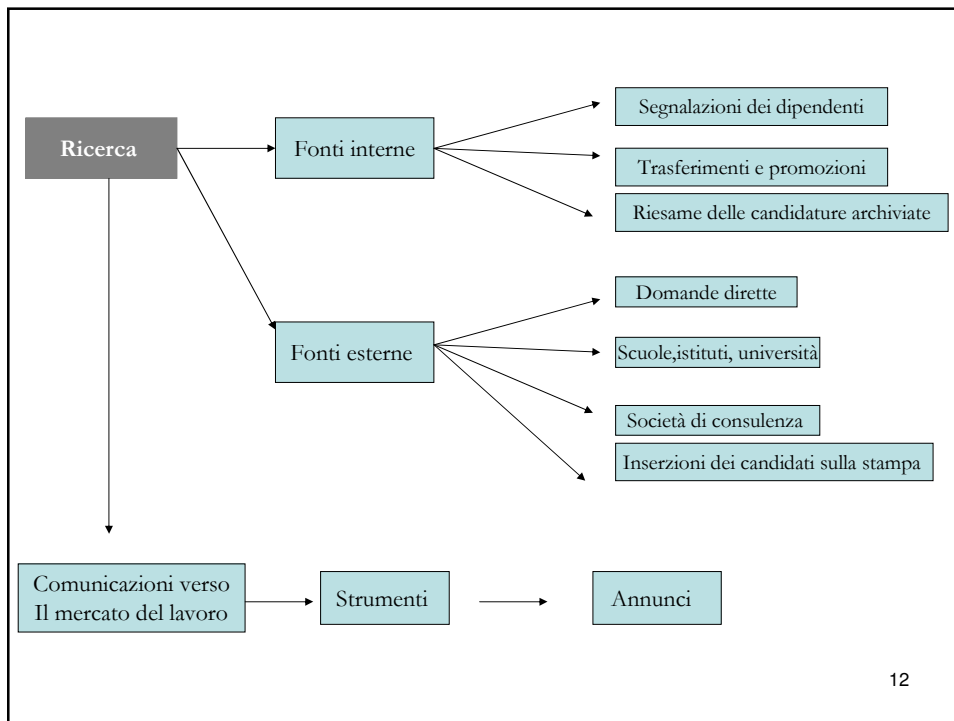 Ricerca
Fonti interne
Segnalazioni dei dipendenti
Trasferimenti e promozioni
Riesame delle candidature archiviate
Fonti esterne
Domande dirette
Scuole,istituti, università
Società di consulenza
Inserzioni dei candidati sulla stampa
Comunicazioni verso
Il mercato del lavoro
Strumenti
Annunci
12